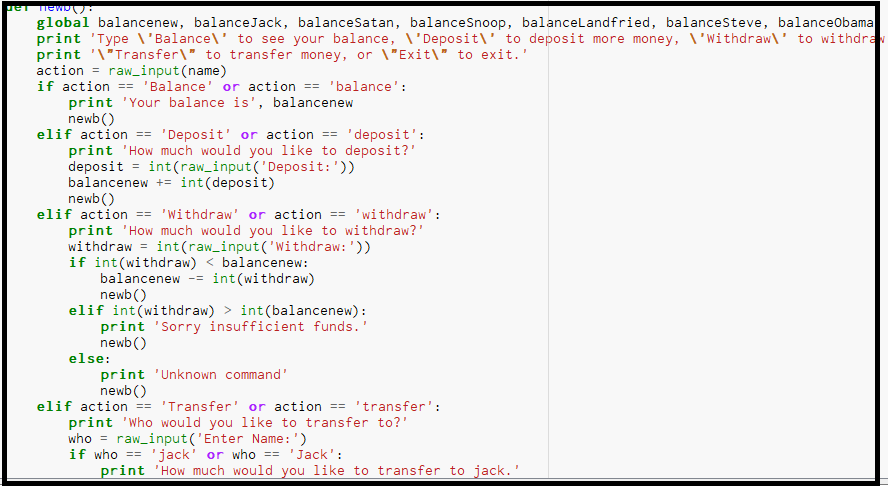 def newb():
    global balancenew, balanceJack, balanceSatan, balanceSnoop, balanceLandfried, balanceSteve, balanceObama
    print 'Type \'Balance\' to see your balance, \'Deposit\' to deposit more money, \'Withdraw\' to withdraw
    print '\"Transfer\" to transfer money, or \"Exit\" to exit.'
    action = raw_input(name)
    if action == 'Balance' or action == 'balance':
        print 'Your balance is', balancenew
        newb()
    elif action == 'Deposit' or action == 'deposit':
        print 'How much would you like to deposit?'
        deposit = int(raw_input('Deposit:'))
        balancenew += int(deposit)
        newb()
    elif action == 'Withdraw' or action == 'withdraw':
        print 'How much would you like to withdraw?'
        withdraw = int(raw_input('Withdraw:'))
        if int(withdraw) < balancenew:
            balancenew -= int(withdraw)
            newb()
        elif int(withdraw) > int(balancenew):
            print 'Sorry insufficient funds.'
            newb()
        else:
            print 'Unknown command'
            newb()
    elif action == 'Transfer' or action == 'transfer':
        print 'Who would you like to transfer to?'
        who = raw_input('Enter Name:')
        if who == 'jack' or who == 'Jack':
            print 'How much would you like to transfer to jack.'